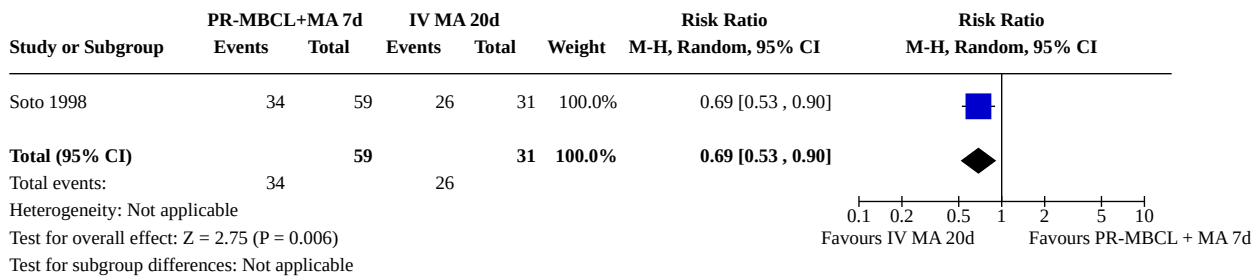 PR-MBCL+MA 7d IV MA 20d Risk Ratio Risk Ratio
Study or Subgroup Events Total Events Total Weight M-H, Random, 95% CI M-H, Random, 95% CI
Soto 1998 34 59 26 31 100.0% 0.69 [0.53 , 0.90]
Total (95% CI) 59 31 100.0% 0.69 [0.53 , 0.90]
Total events: 34 26
Heterogeneity: Not applicable
0.1 0.2 0.5 1 2 5 10
Test for overall effect: Z = 2.75 (P = 0.006)
Favours IV MA 20d Favours PR-MBCL + MA 7d
Test for subgroup differences: Not applicable